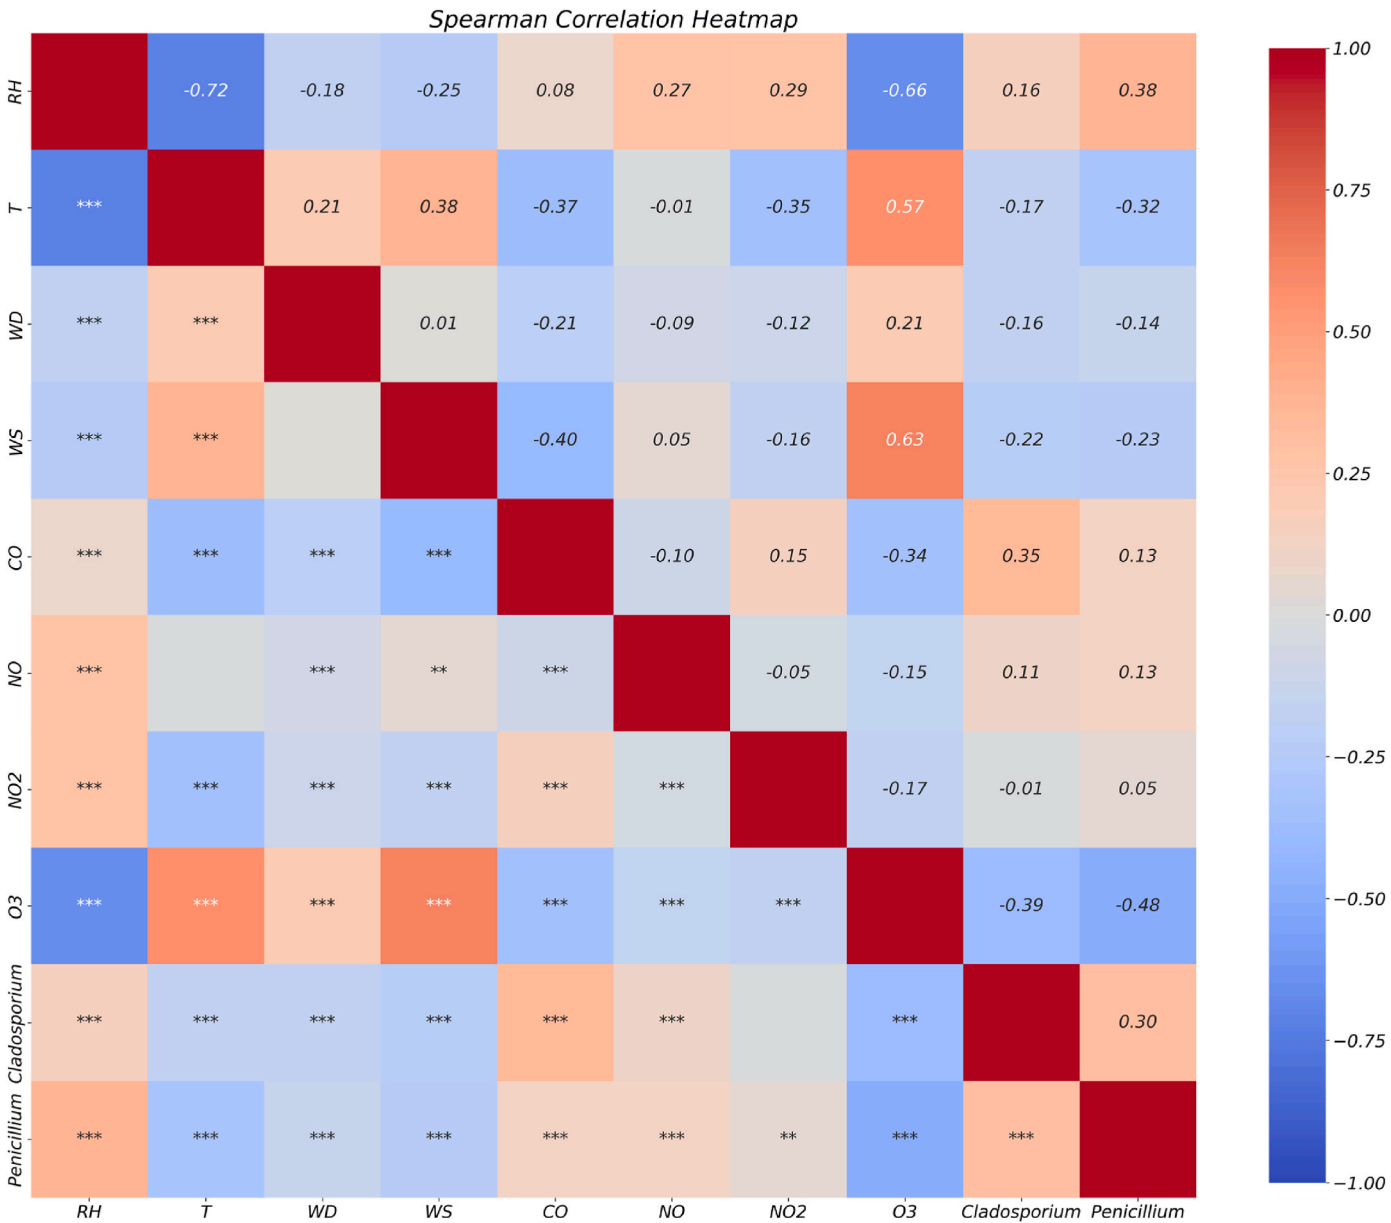 Spearman Correlation Heatmap
RH -0.72 -0.18 -0.25 0.08 0.27 0.29 -0.66 0.16 0.38
T *** 0.21 0.38 -0.37 -0.01 -0.35 0.57 -0.17 -0.32
WD *** *** 0.01 -0.21 -0.09 -0.12 0.21 -0.16 -0.14
WS *** *** -0.40 0.05 -0.16 0.63 -0.22 -0.23
CO *** *** *** *** -0.10 0.15 -0.34 0.35 0.13
NO *** *** ** *** -0.05 -0.15 0.11 0.13
NO2 *** *** *** *** *** *** -0.17 -0.01 0.05
O3 *** *** *** *** *** *** *** -0.39 -0.48
Cladosporium *** *** *** *** *** *** *** 0.30
Penicillium *** *** *** *** *** *** ** *** ***
RH T WD WS CO NO NO2 O3 Cladosporium Penicillium
1.00
0.75
0.50
0.25
0.00
−0.25
−0.50
−0.75
−1.00